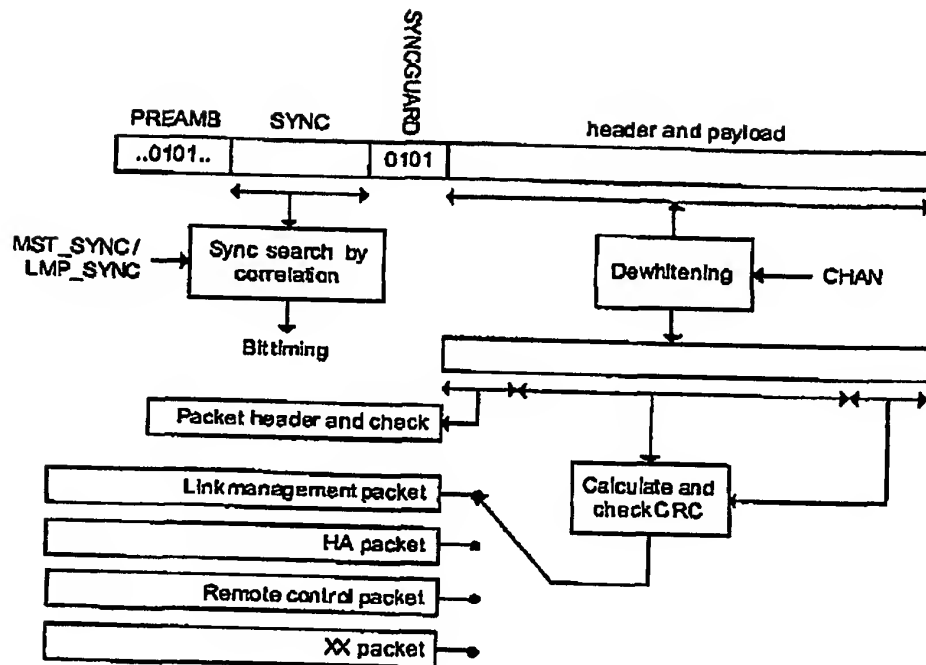 SYNCGUARD
PREAMB
SYNC
header and payload
..0101..
0101
MST_SYNC/
LMP_SYNC
Sync search by
correlation
Dewhitening
CHAN
Bittiming
Packet header and check
Link management packet
Calculate and
check CRC
HA packet
Remote control packet
XX packet